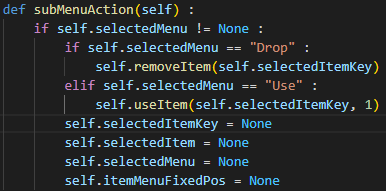 def subMenuAction(self) :
    if self.selectedMenu != None :
        if self.selectedMenu == "Drop" :
            self.removeItem(self.selectedItemKey)
        elif self.selectedMenu == "Use" :
            self.useItem(self.selectedItemKey, 1)
        self.selectedItemKey = None
        self.selectedItem = None
        self.selectedMenu = None
        self.itemMenuFixedPos = None